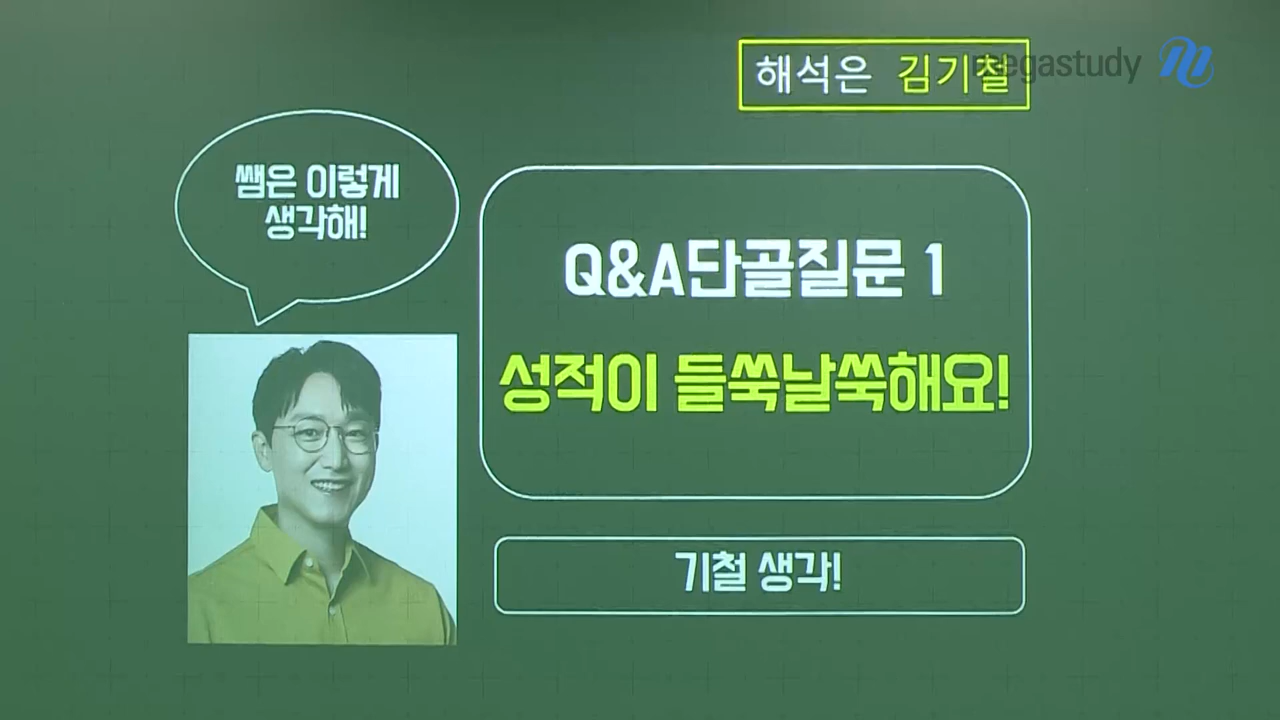 해석은 김기철
megastudy
쌤은 이렇게
생각해!
Q&A단골질문 1
성적이 들쑥날쑥해요!
기철 생각!